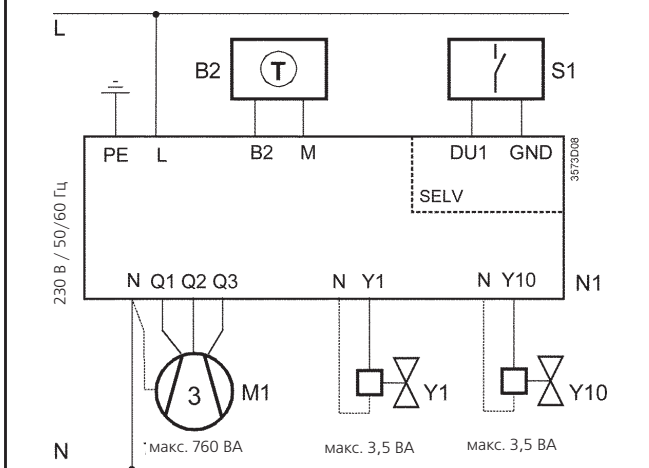 L
B2 T S1
PE L B2 M DU1 GND
3573D08
SELV
230 В / 50/60 Гц
N Q1 Q2 Q3 N Y1 N Y10 N1
3 M1 Y1 Y10
макс. 760 ВА макс. 3,5 ВА макс. 3,5 ВА
N